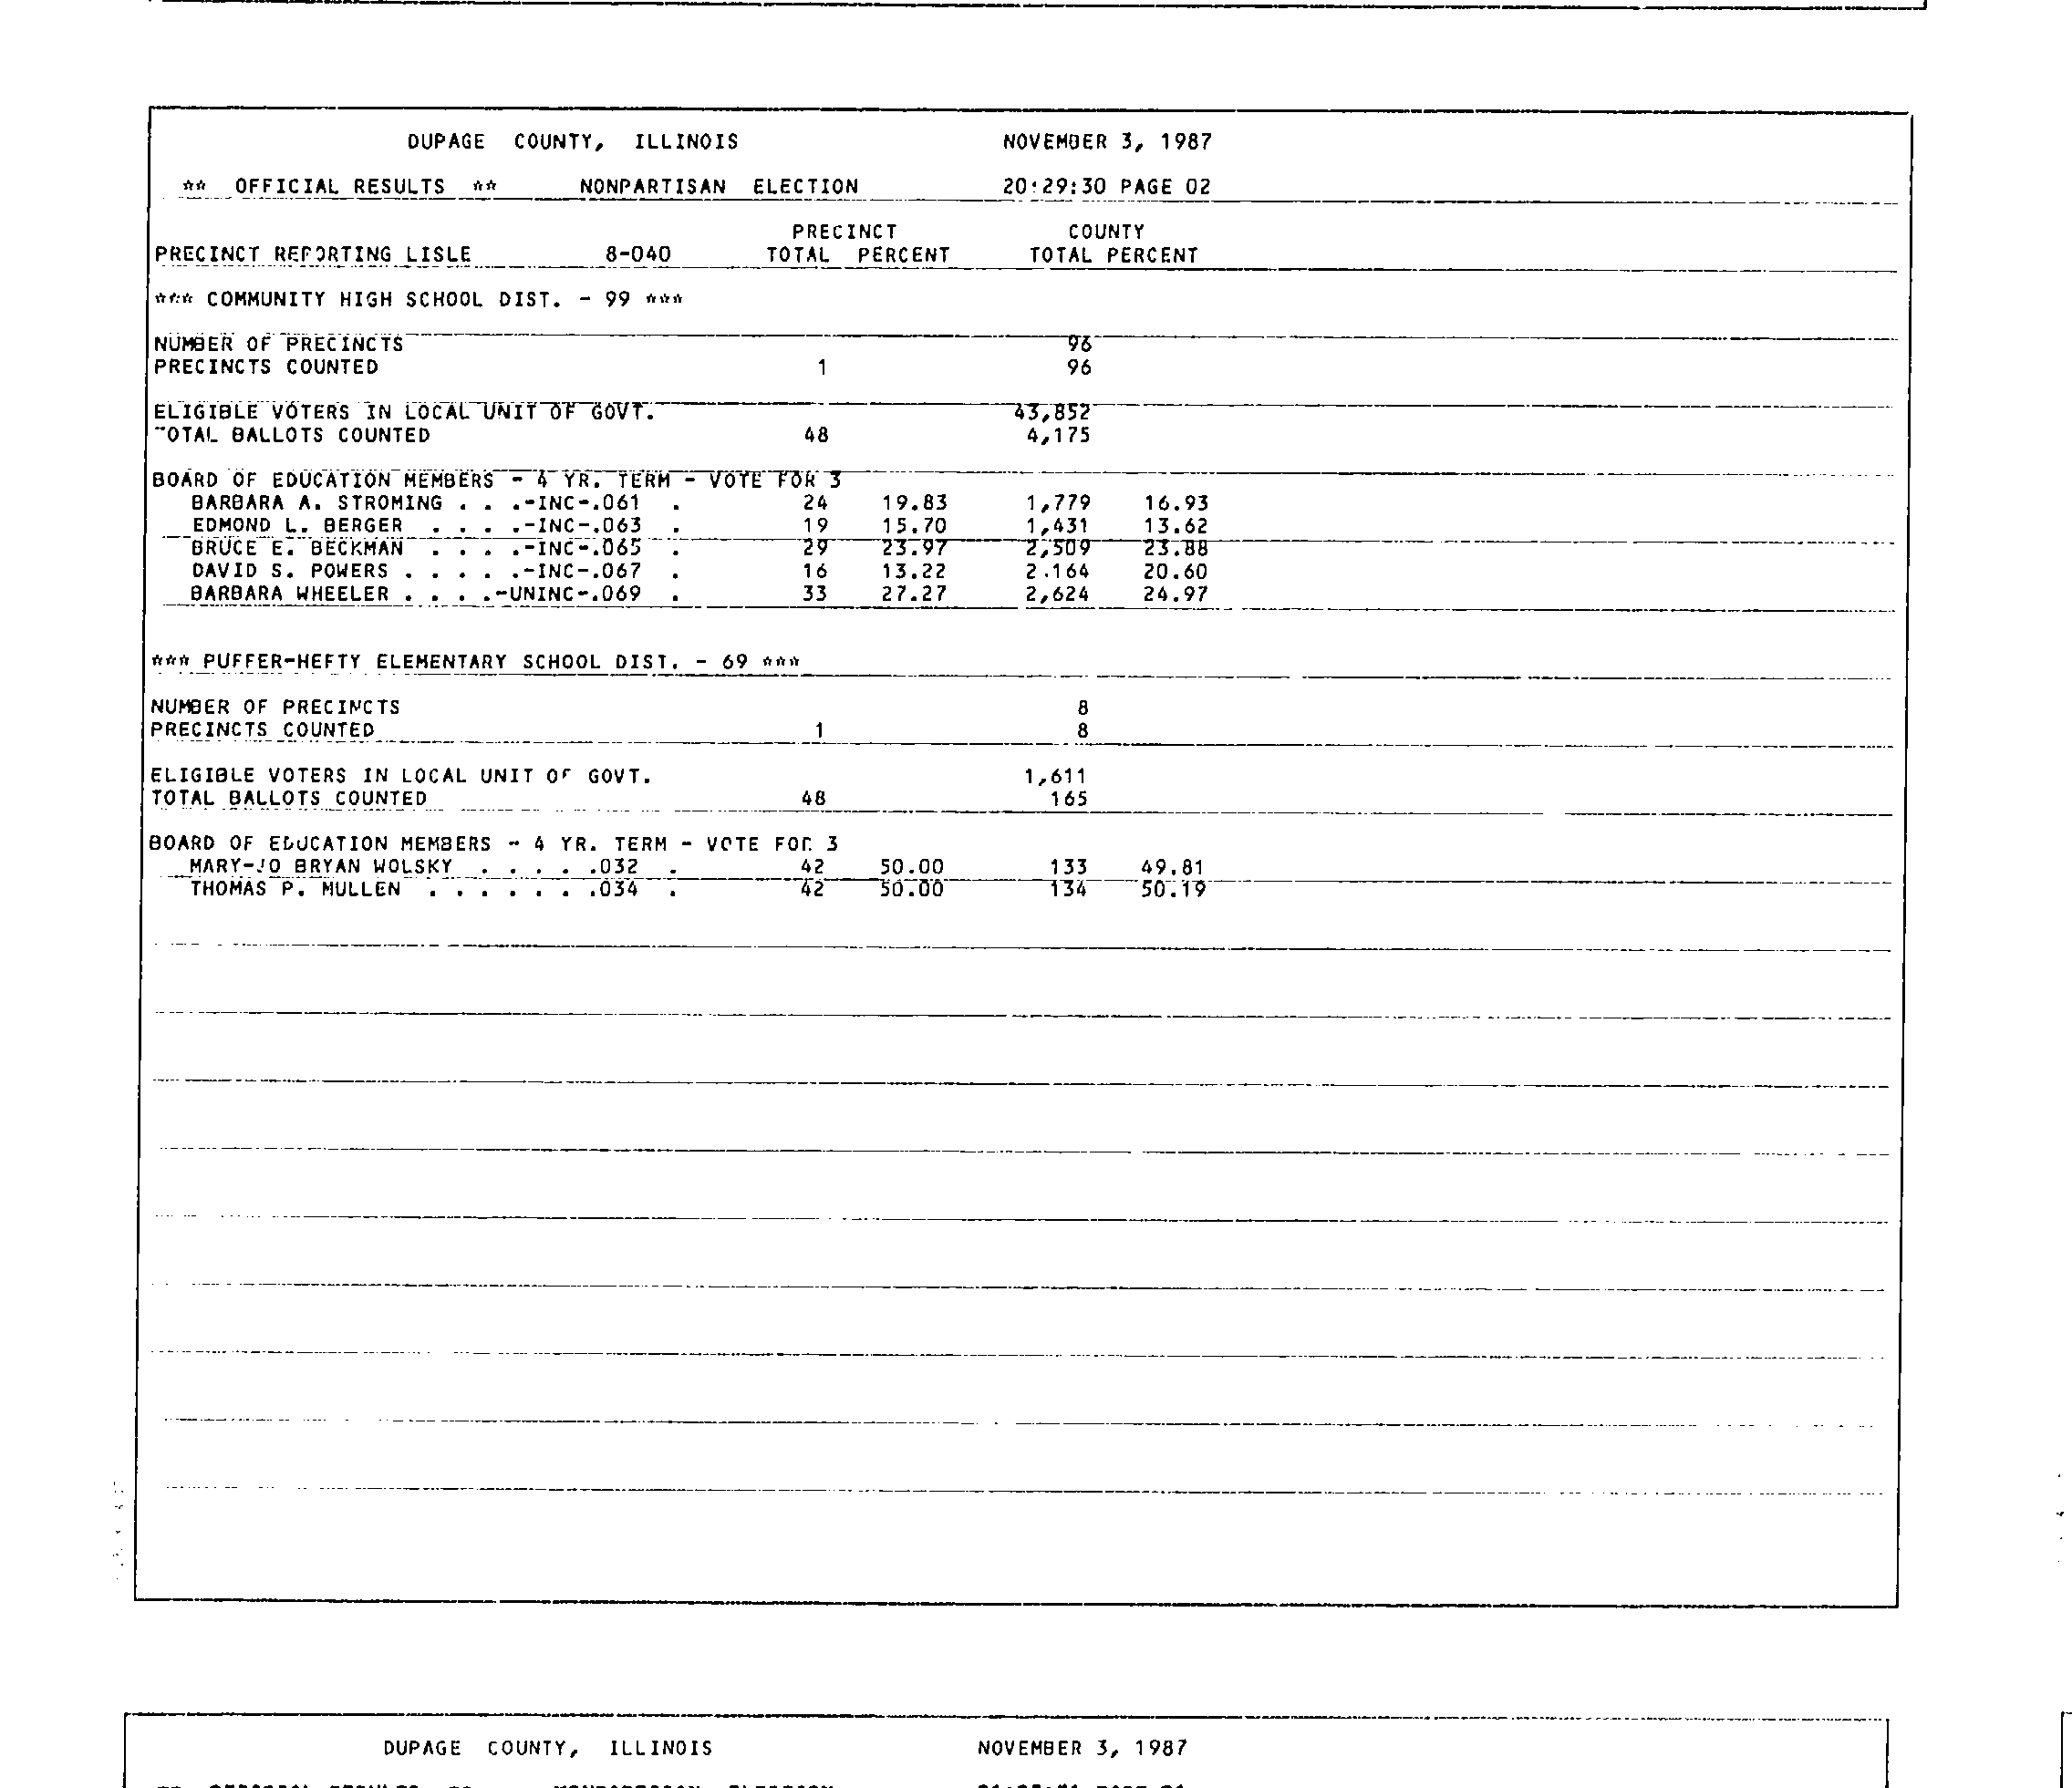 DUPAGE COUNTY, ILLINOIS NOVEMBER 3, 1987
** OFFICIAL RESULTS ** NONPARTISAN ELECTION 20:29:30 PAGE 02
PRECINCT COUNTY
PRECINCT REPORTING LISLE 8-040 TOTAL PERCENT TOTAL PERCENT
*** COMMUNITY HIGH SCHOOL DIST. - 99 ***
NUMBER OF PRECINCTS 96
PRECINCTS COUNTED 1 96
ELIGIBLE VOTERS IN LOCAL UNIT OF GOVT. 43,852
TOTAL BALLOTS COUNTED 48 4,175
BOARD OF EDUCATION MEMBERS - 4 YR. TERM - VOTE FOR 3
BARBARA A. STROMING . . .-INC-.061 . 24 19.83 1,779 16.93
EDMOND L. BERGER . . . .-INC-.063 . 19 15.70 1,431 13.62
BRUCE E. BECKMAN . . . .-INC-.065 . 29 23.97 2,509 23.88
DAVID S. POWERS . . . . .-INC-.067 . 16 13.22 2.164 20.60
BARBARA WHEELER . . . .-UNINC-.069 . 33 27.27 2,624 24.97
*** PUFFER-HEFTY ELEMENTARY SCHOOL DIST. - 69 ***
NUMBER OF PRECINCTS 8
PRECINCTS COUNTED 1 8
ELIGIBLE VOTERS IN LOCAL UNIT OF GOVT. 1,611
TOTAL BALLOTS COUNTED 48 165
BOARD OF EDUCATION MEMBERS - 4 YR. TERM - VOTE FOR 3
MARY-JO BRYAN WOLSKY . . . . .032 . 42 50.00 133 49.81
THOMAS P. MULLEN . . . . . . .034 . 42 50.00 134 50.19
DUPAGE COUNTY, ILLINOIS NOVEMBER 3, 1987